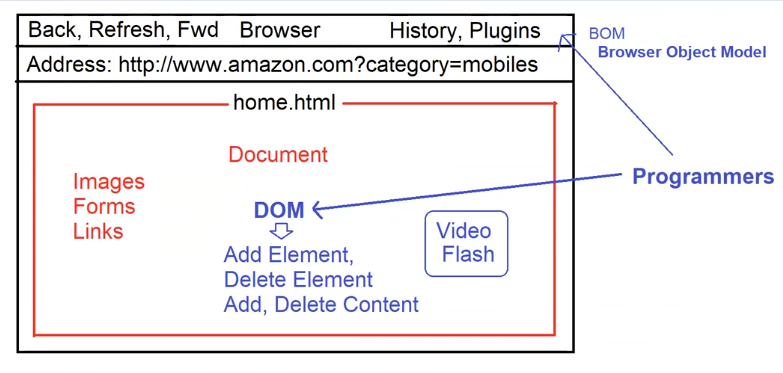 Back, Refresh, Fwd Browser History, Plugins
BOM
Browser Object Model
Address: http://www.amazon.com?category=mobiles
home.html
Document
Images
Forms
Links
Programmers
DOM
Add Element,
Delete Element
Add, Delete Content
Video
Flash